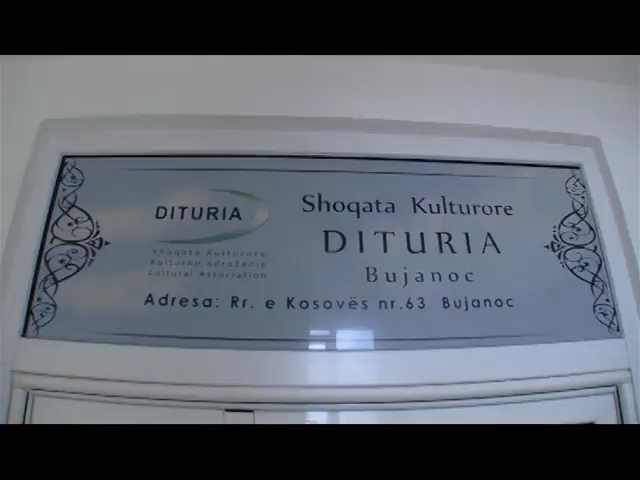 DITURIA
Shoqata Kulturore
Kulturno udruženje
Cultural Association
Shoqata Kulturore
DITURIA
Bujanoc
Adresa: Rr. e Kosovës nr.63 Bujanoc